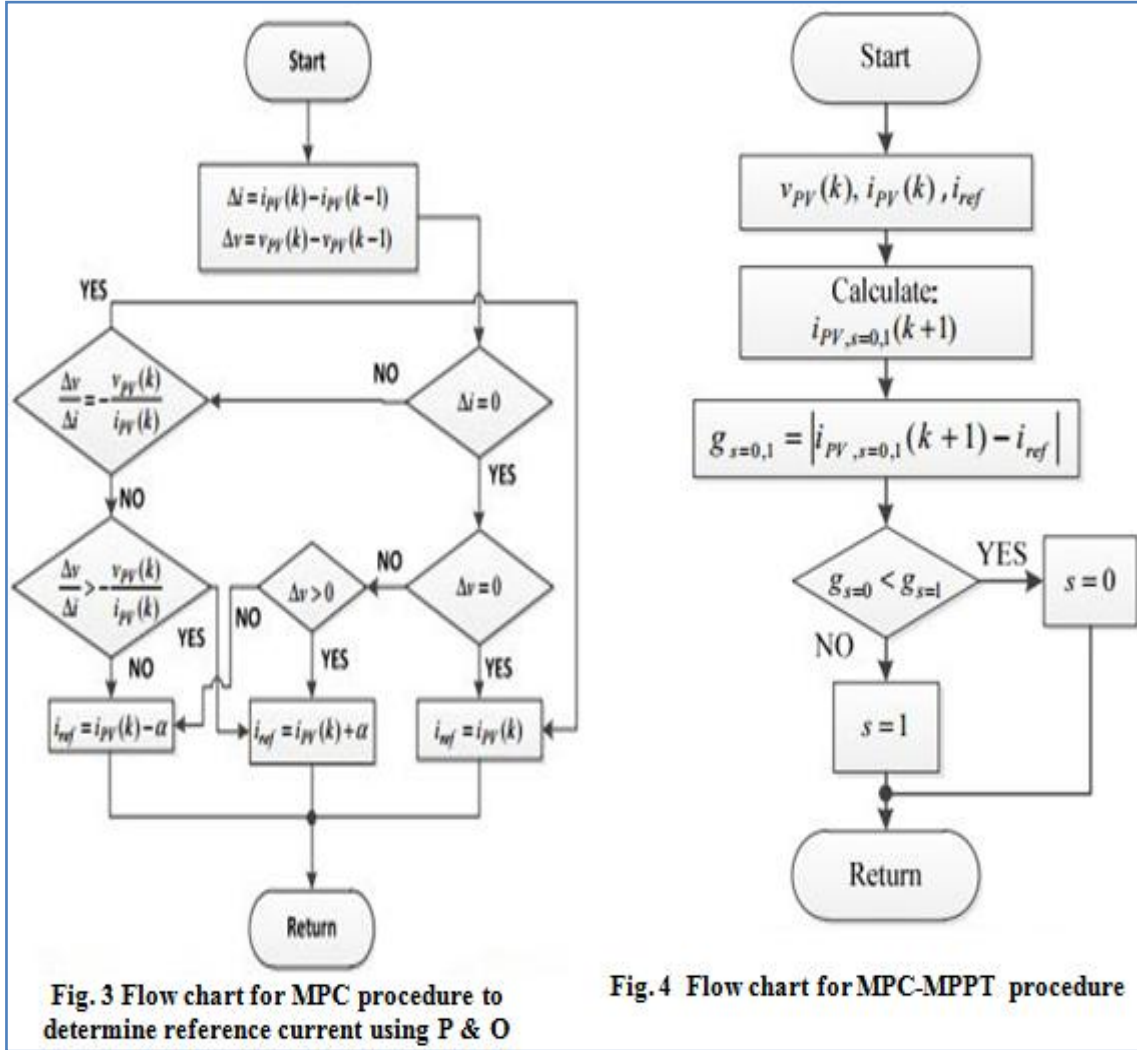 Start
Δi = i_PV(k) − i_PV(k−1)
Δv = v_PV(k) − v_PV(k−1)
YES
Δv/Δi = − v_PV(k)/i_PV(k)
NO
Δi = 0
NO
YES
Δv/Δi > − v_PV(k)/i_PV(k)
YES
NO
Δv > 0
NO
YES
NO
Δv = 0
YES
i_ref = i_PV(k) − α
i_ref = i_PV(k) + α
i_ref = i_PV(k)
Return
Fig. 3 Flow chart for MPC procedure to
determine reference current using P & O
Start
v_PV(k), i_PV(k), i_ref
Calculate:
i_PV,s=0,1(k+1)
g_s=0,1 = |i_PV,s=0,1(k+1) − i_ref|
g_s=0 < g_s=1
YES
s = 0
NO
s = 1
Return
Fig. 4 Flow chart for MPC-MPPT procedure